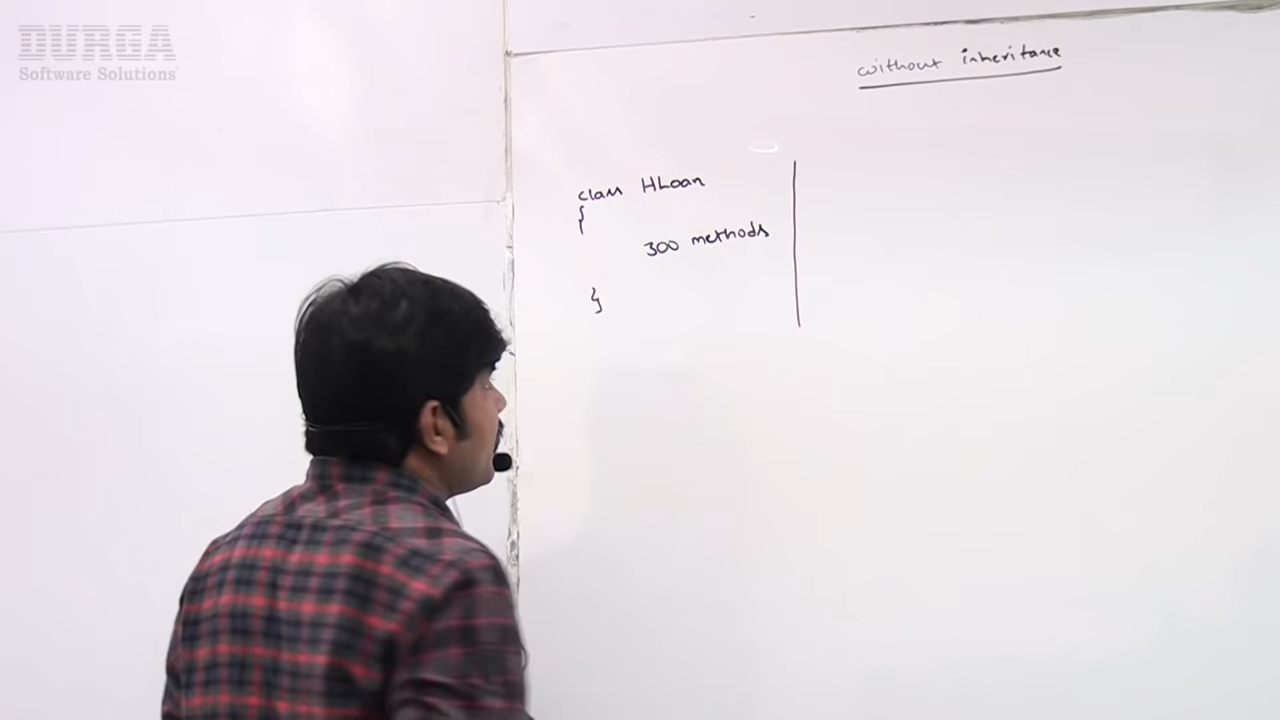 DURGA
Software Solutions
without inheritance
class HLoan
{
300 methods
}